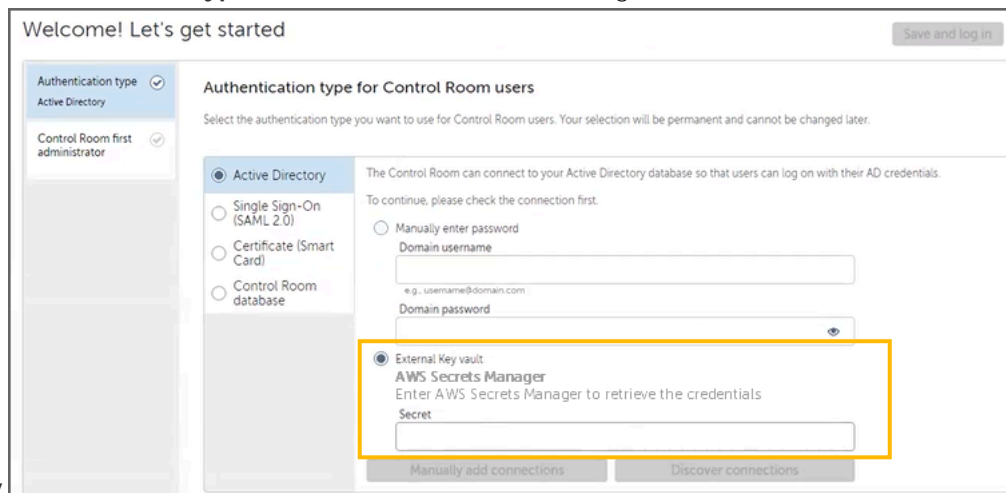 Welcome! Let's get started
Save and log in
Authentication type
Active Directory
Control Room first
administrator
Authentication type for Control Room users
Select the authentication type you want to use for Control Room users. Your selection will be permanent and cannot be changed later.
Active Directory
Single Sign-On
(SAML 2.0)
Certificate (Smart
Card)
Control Room
database
The Control Room can connect to your Active Directory database so that users can log on with their AD credentials.
To continue, please check the connection first.
Manually enter password
Domain username
e.g., username@domain.com
Domain password
External Key vault
AWS Secrets Manager
Enter AWS Secrets Manager to retrieve the credentials
Secret
Manually add connections
Discover connections